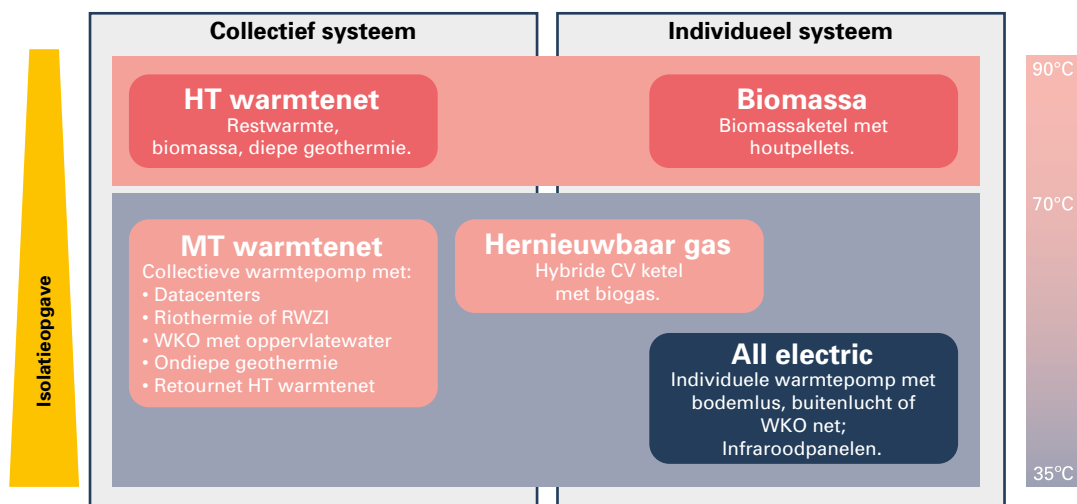 Collectief systeem
Individueel systeem
HT warmtenet
Restwarmte,
biomassa, diepe geothermie.
Biomassa
Biomassaketel met
houtpellets.
MT warmtenet
Collectieve warmtepomp met:
• Datacenters
• Riothermie of RWZI
• WKO met oppervlatewater
• Ondiepe geothermie
• Retournet HT warmtenet
Hernieuwbaar gas
Hybride CV ketel
met biogas.
All electric
Individuele warmtepomp met
bodemlus, buitenlucht of
WKO net;
Infraroodpanelen.
Isolatieopgave
90°C
70°C
35°C